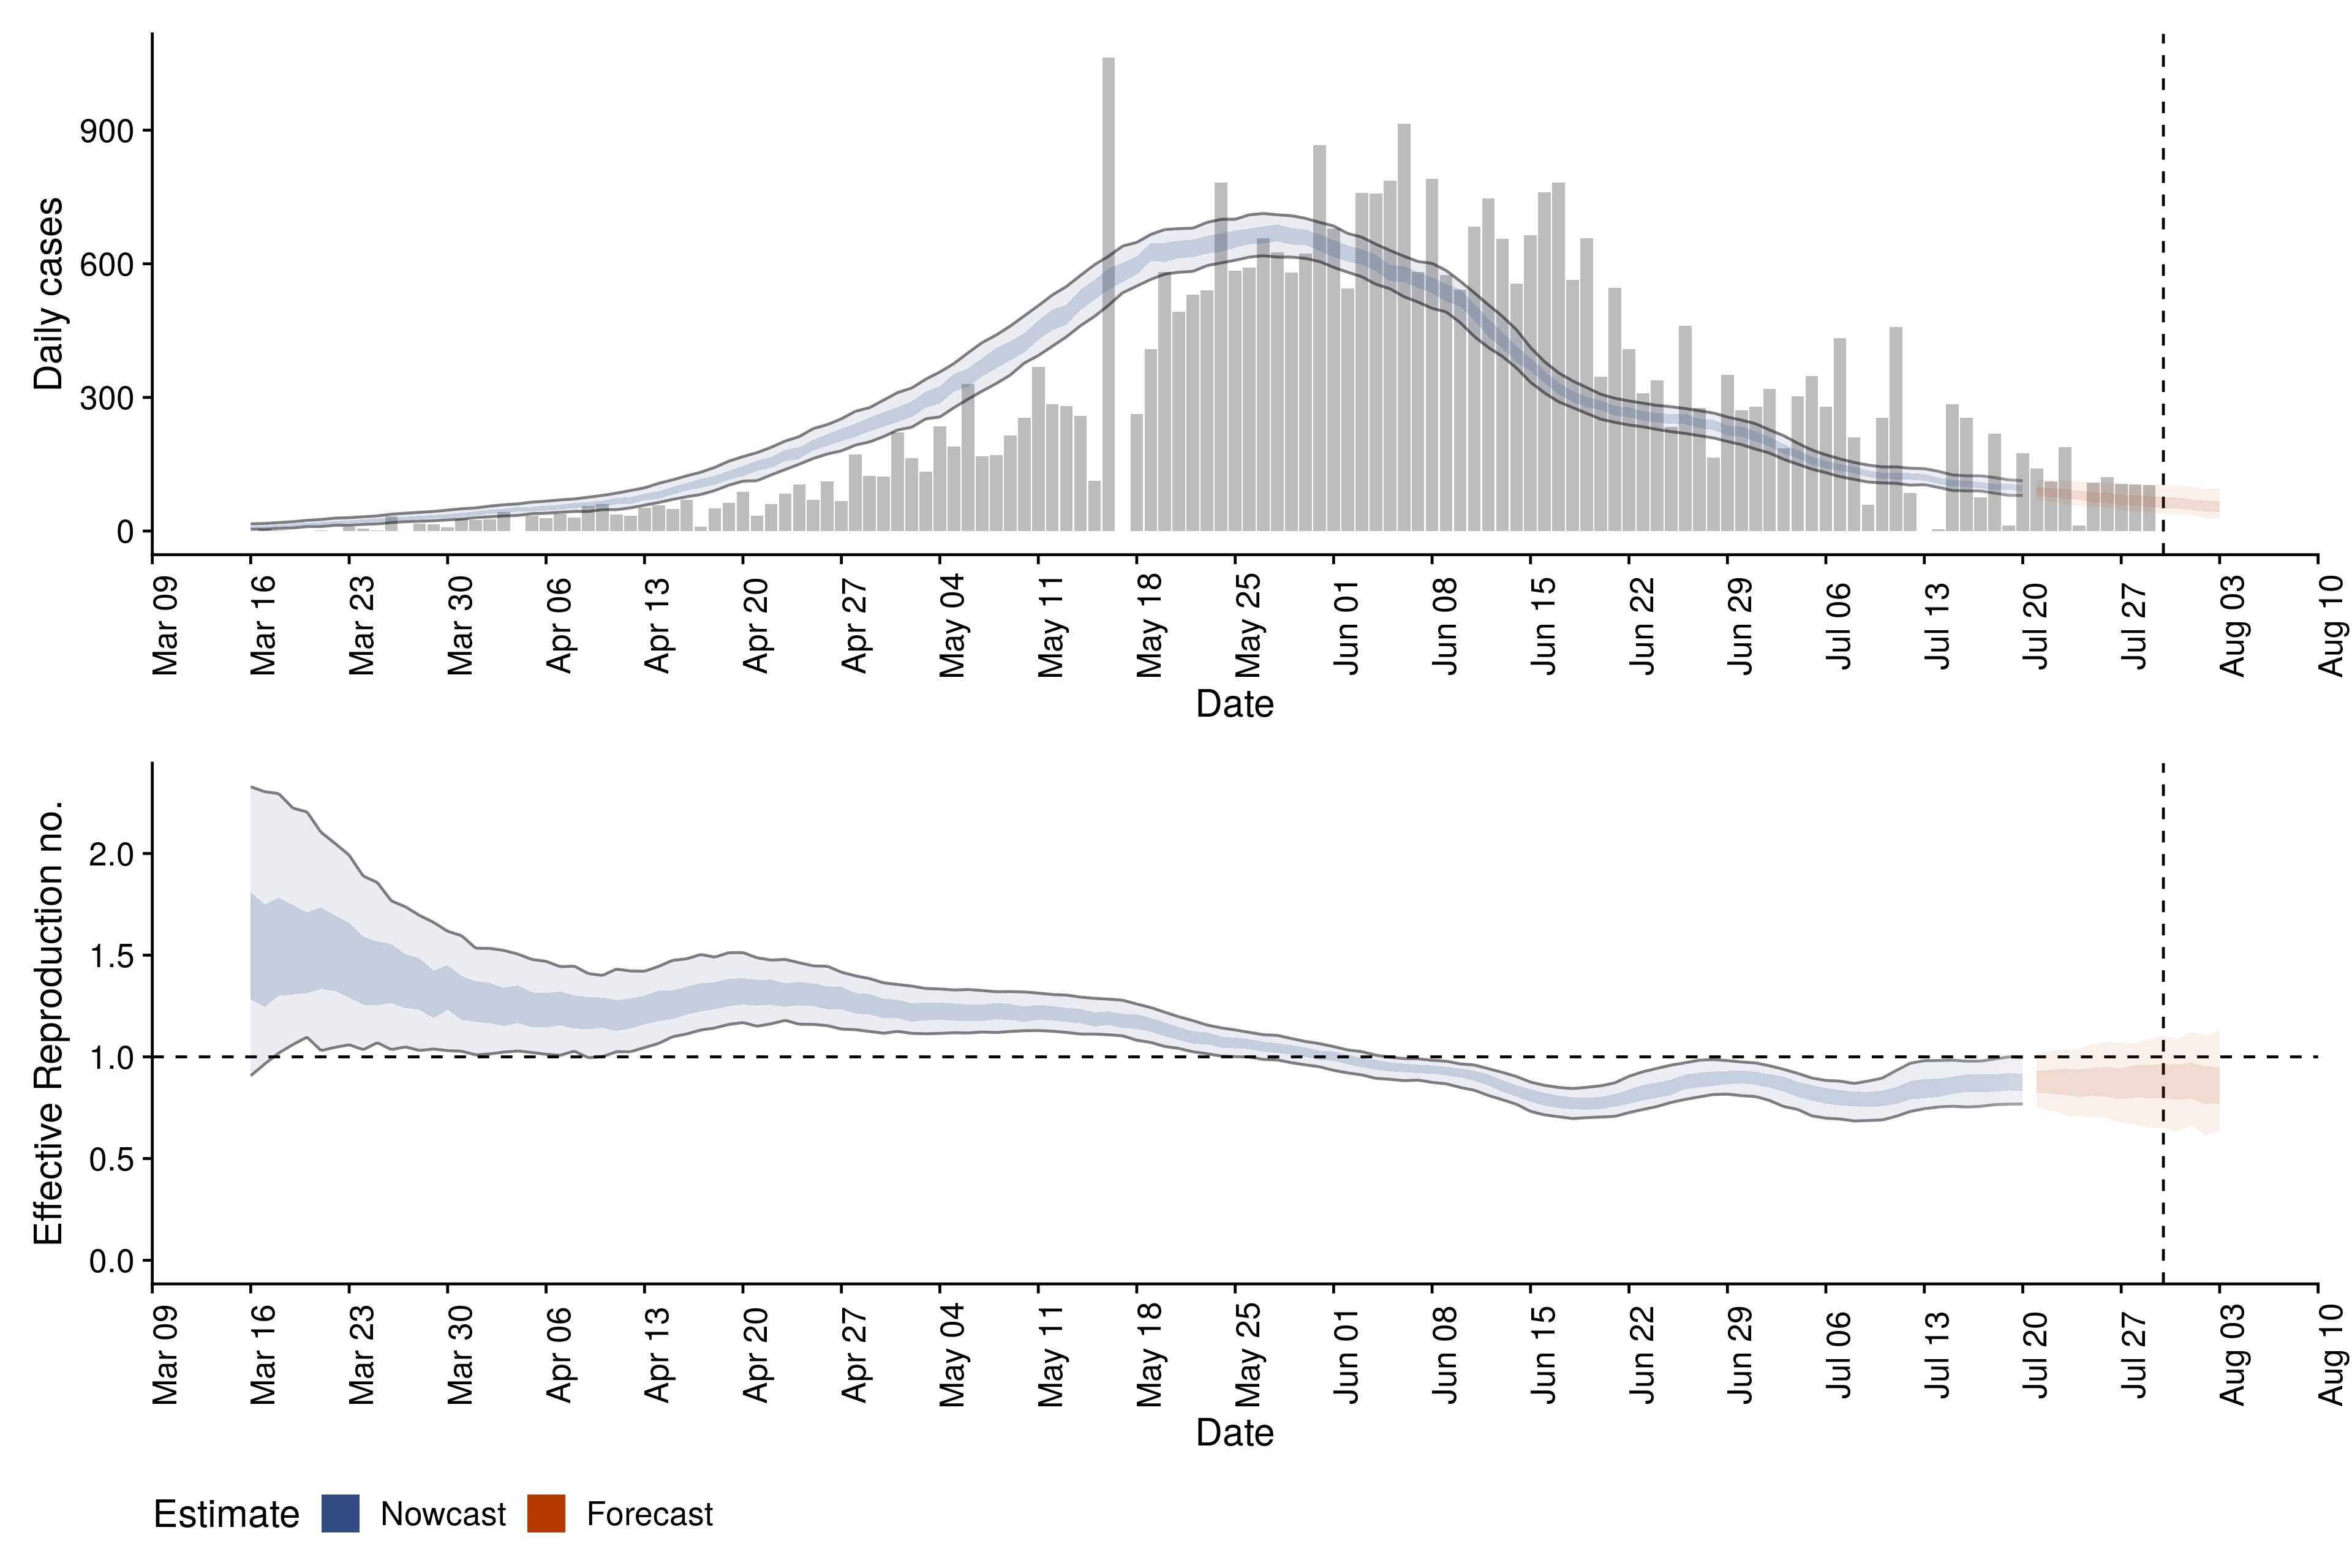 Daily cases
900
600
300
0
Mar 09
Mar 16
Mar 23
Mar 30
Apr 06
Apr 13
Apr 20
Apr 27
May 04
May 11
May 18
May 25
Jun 01
Jun 08
Jun 15
Jun 22
Jun 29
Jul 06
Jul 13
Jul 20
Jul 27
Aug 03
Aug 10
Date
Effective Reproduction no.
2.0
1.5
1.0
0.5
0.0
Mar 09
Mar 16
Mar 23
Mar 30
Apr 06
Apr 13
Apr 20
Apr 27
May 04
May 11
May 18
May 25
Jun 01
Jun 08
Jun 15
Jun 22
Jun 29
Jul 06
Jul 13
Jul 20
Jul 27
Aug 03
Aug 10
Date
Estimate Nowcast Forecast